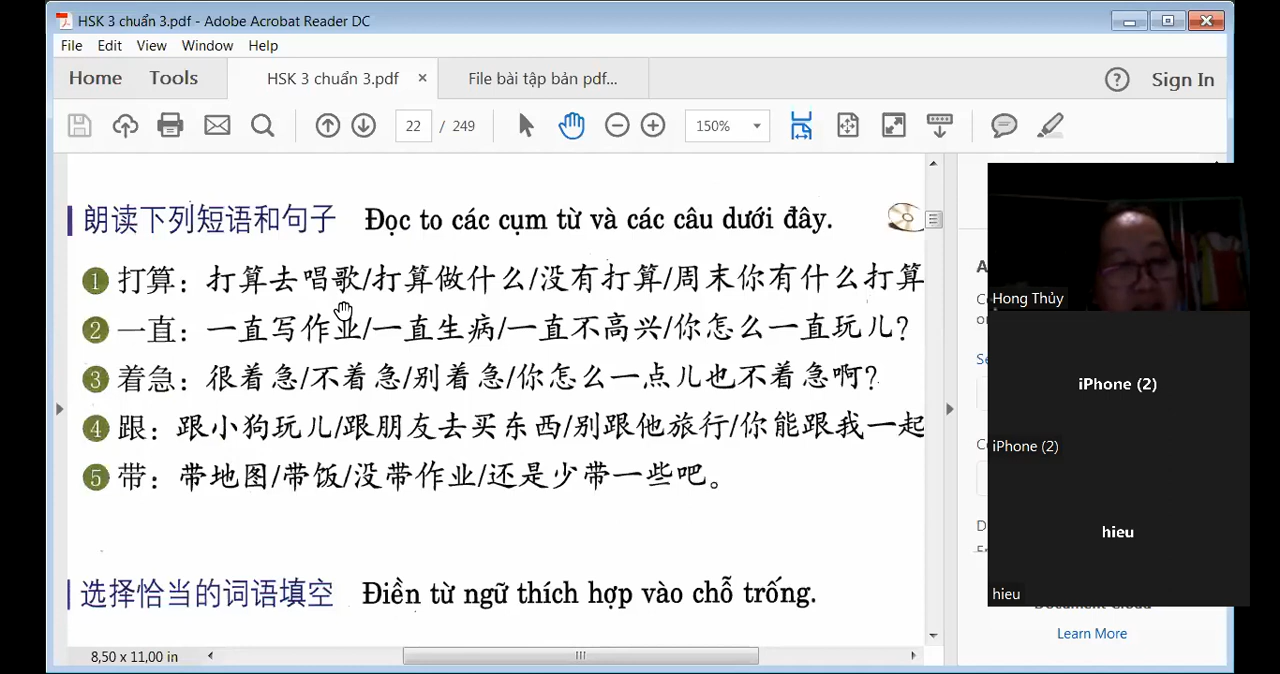 HSK 3 chuẩn 3.pdf - Adobe Acrobat Reader DC
File Edit View Window Help
Home Tools HSK 3 chuẩn 3.pdf × File bài tập bản pdf... ? Sign In
22 / 249 150%
朗读下列短语和句子 Đọc to các cụm từ và các câu dưới đây.
1 打算：打算去唱歌/打算做什么/没有打算/周末你有什么打算
2 一直：一直写作业/一直生病/一直不高兴/你怎么一直玩儿？
3 着急：很着急/不着急/别着急/你怎么一点儿也不着急啊？
4 跟：跟小狗玩儿/跟朋友去买东西/别跟他旅行/你能跟我一起
5 带：带地图/带饭/没带作业/还是少带一些吧。
选择恰当的词语填空 Điền từ ngữ thích hợp vào chỗ trống.
8,50 x 11,00 in
Hong Thủy
iPhone (2)
iPhone (2)
hieu
hieu
Learn More